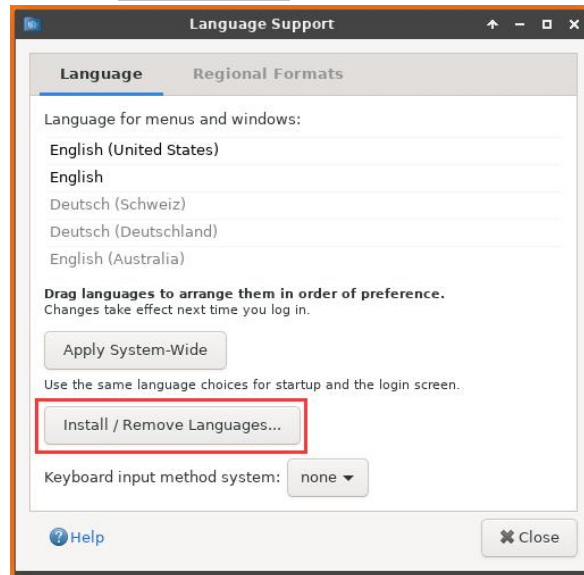 Language Support
Language Regional Formats
Language for menus and windows:
English (United States)
English
Deutsch (Schweiz)
Deutsch (Deutschland)
English (Australia)
Drag languages to arrange them in order of preference.
Changes take effect next time you log in.
Apply System-Wide
Use the same language choices for startup and the login screen.
Install / Remove Languages...
Keyboard input method system: none
Help Close